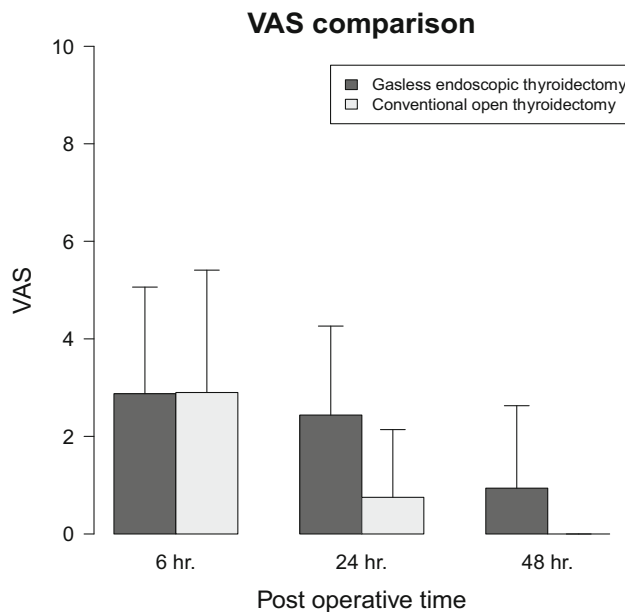 VAS comparison
10
8
6
4
2
0
VAS
Gasless endoscopic thyroidectomy
Conventional open thyroidectomy
6 hr.
24 hr.
48 hr.
Post operative time